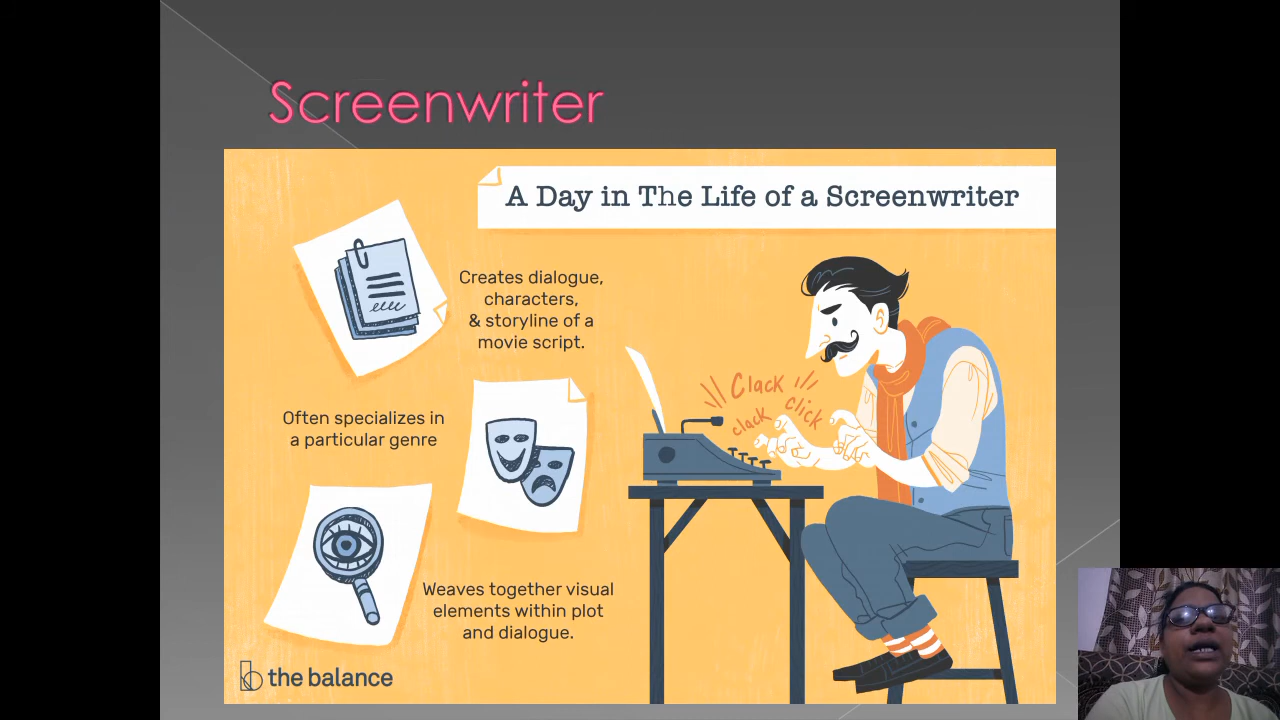 Screenwriter
A Day in The Life of a Screenwriter
Creates dialogue,
characters,
& storyline of a
movie script.
Often specializes in
a particular genre
Weaves together visual
elements within plot
and dialogue.
Clack
clack
click
the balance